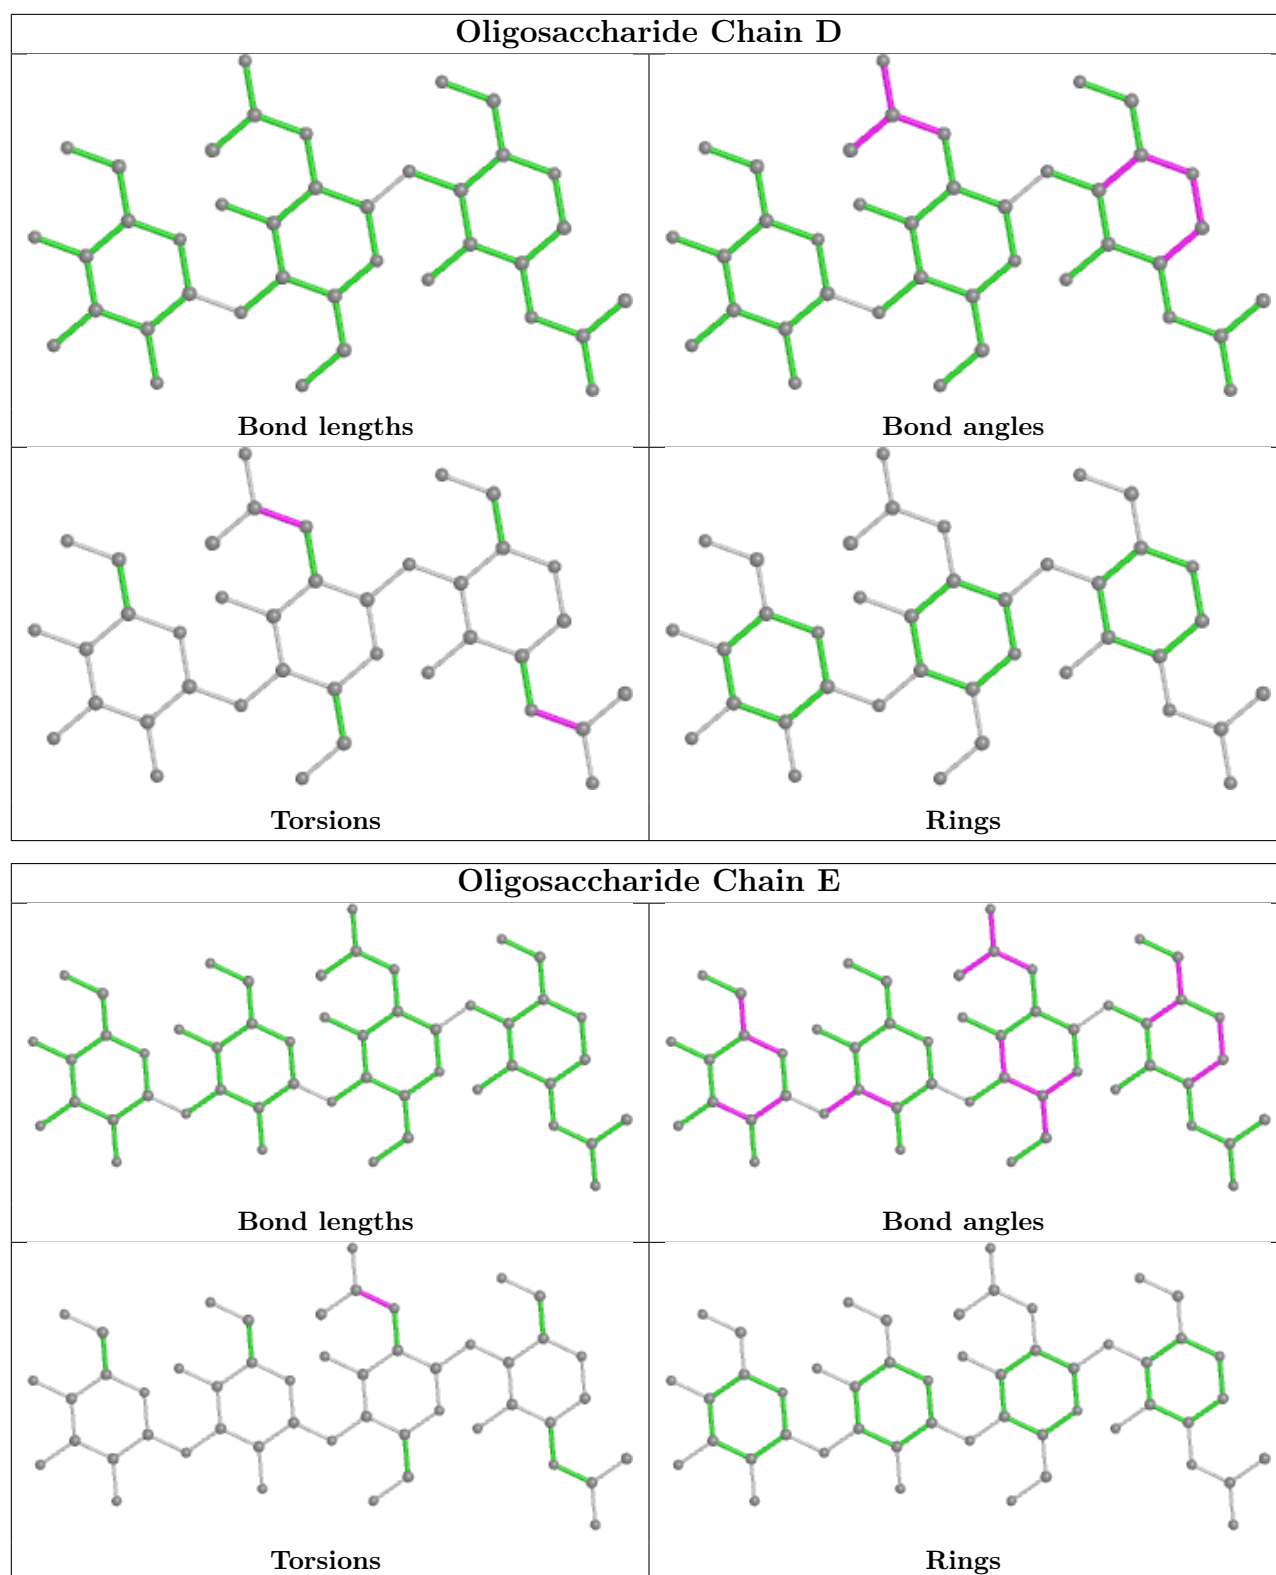 Oligosaccharide Chain D
Bond lengths
Bond angles
Torsions
Rings
Oligosaccharide Chain E
Bond lengths
Bond angles
Torsions
Rings